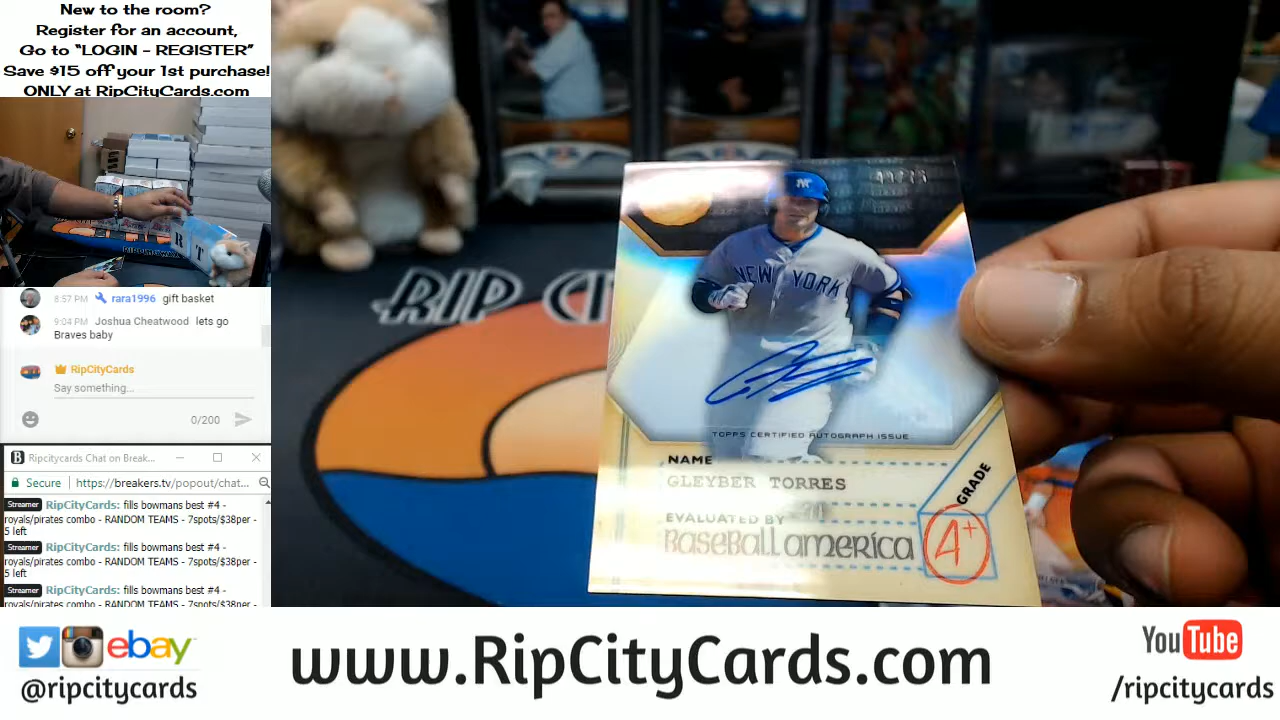 New to the room?
Register for an account,
Go to “LOGIN - REGISTER”
Save $15 off your 1st purchase!
ONLY at RipCityCards.com
8:57 PM rara1996 gift basket
9:04 PM Joshua Cheatwood lets go
Braves baby
RipCityCards
Say something...
0/200
Ripcitycards Chat on Break...
Secure https://breakers.tv/popout/chat...
Streamer RipCityCards: fills bowmans best #4 -
royals/pirates combo - RANDOM TEAMS - 7spots/$38per -
5 left
Streamer RipCityCards: fills bowmans best #4 -
royals/pirates combo - RANDOM TEAMS - 7spots/$38per -
5 left
Streamer RipCityCards: fills bowmans best #4 -
royals/pirates combo - RANDOM TEAMS - 7spots/$38per -
RIP CI
NEW YORK
TOPPS CERTIFIED AUTOGRAPH ISSUE
NAME
GLEYBER TORRES
EVALUATED BY
BaseBall america
GRADE
A+
ebay
@ripcitycards
www.RipCityCards.com
YouTube
/ripcitycards